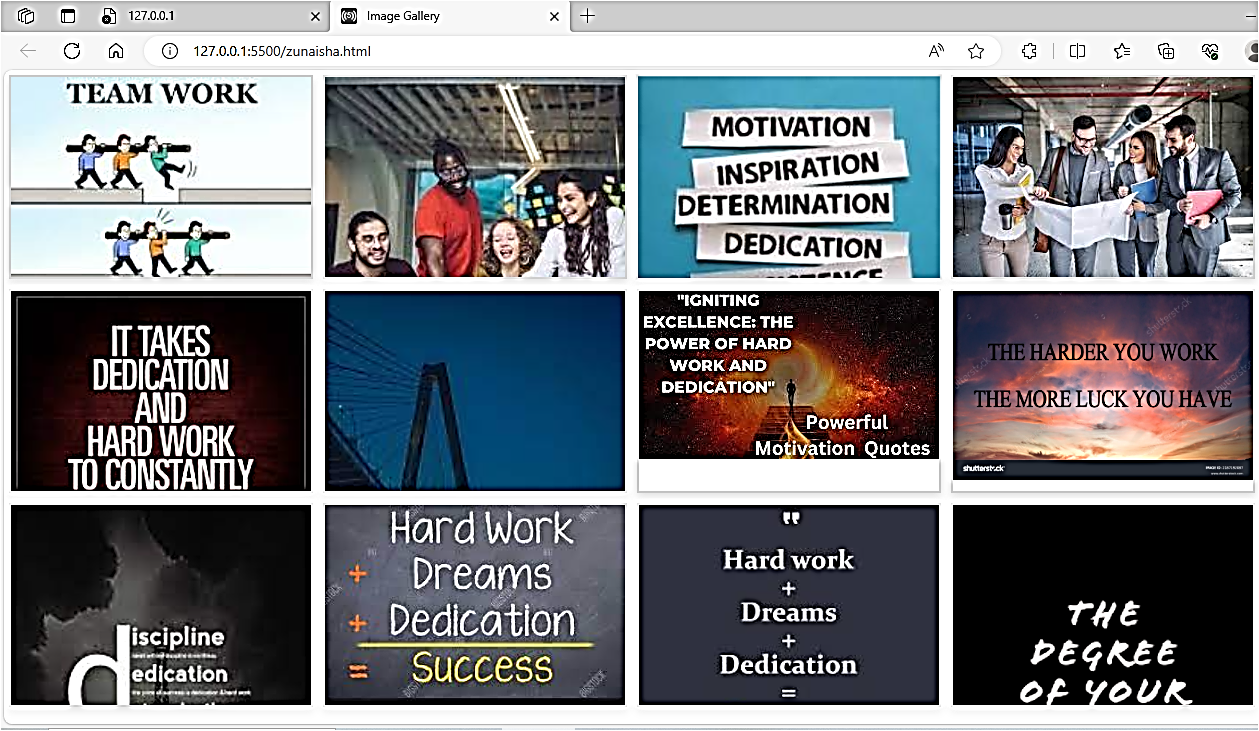 127.0.0.1
Image Gallery
127.0.0.1:5500/zunaisha.html
TEAM WORK
MOTIVATION
INSPIRATION
DETERMINATION
DEDICATION
IT TAKES
DEDICATION
AND
HARD WORK
TO CONSTANTLY
"IGNITING
EXCELLENCE: THE
POWER OF HARD
WORK AND
DEDICATION"
Powerful
Motivation Quotes
THE HARDER YOU WORK
THE MORE LUCK YOU HAVE
shutterstock
discipline
dedication
Hard Work
+ Dreams
+ Dedication
= Success
"
Hard work
+
Dreams
+
Dedication
=
THE
DEGREE
OF YOUR